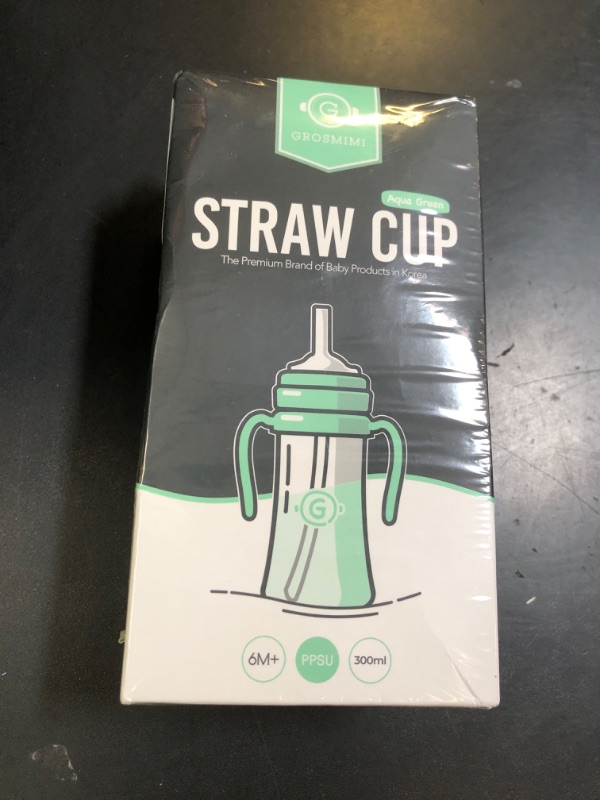 G
GROSMIMI
Aqua Green
STRAW CUP
The Premium Brand of Baby Products in Korea
G
6M+ PPSU 300ml